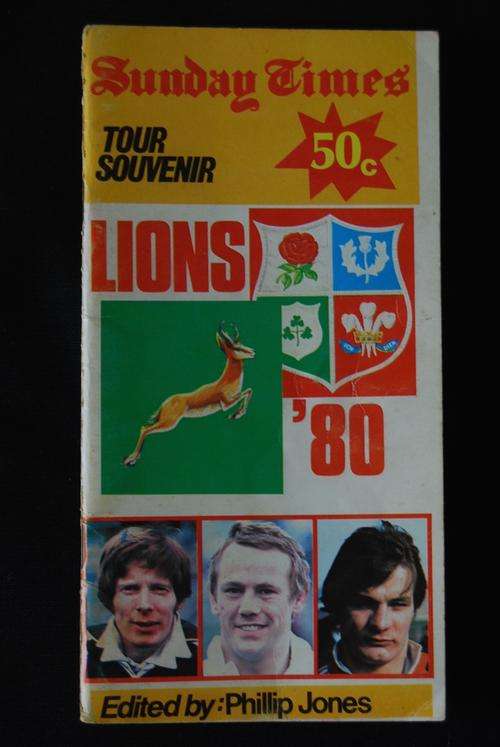 Sunday Times
TOUR
SOUVENIR
50c
LIONS
'80
Edited by: Phillip Jones